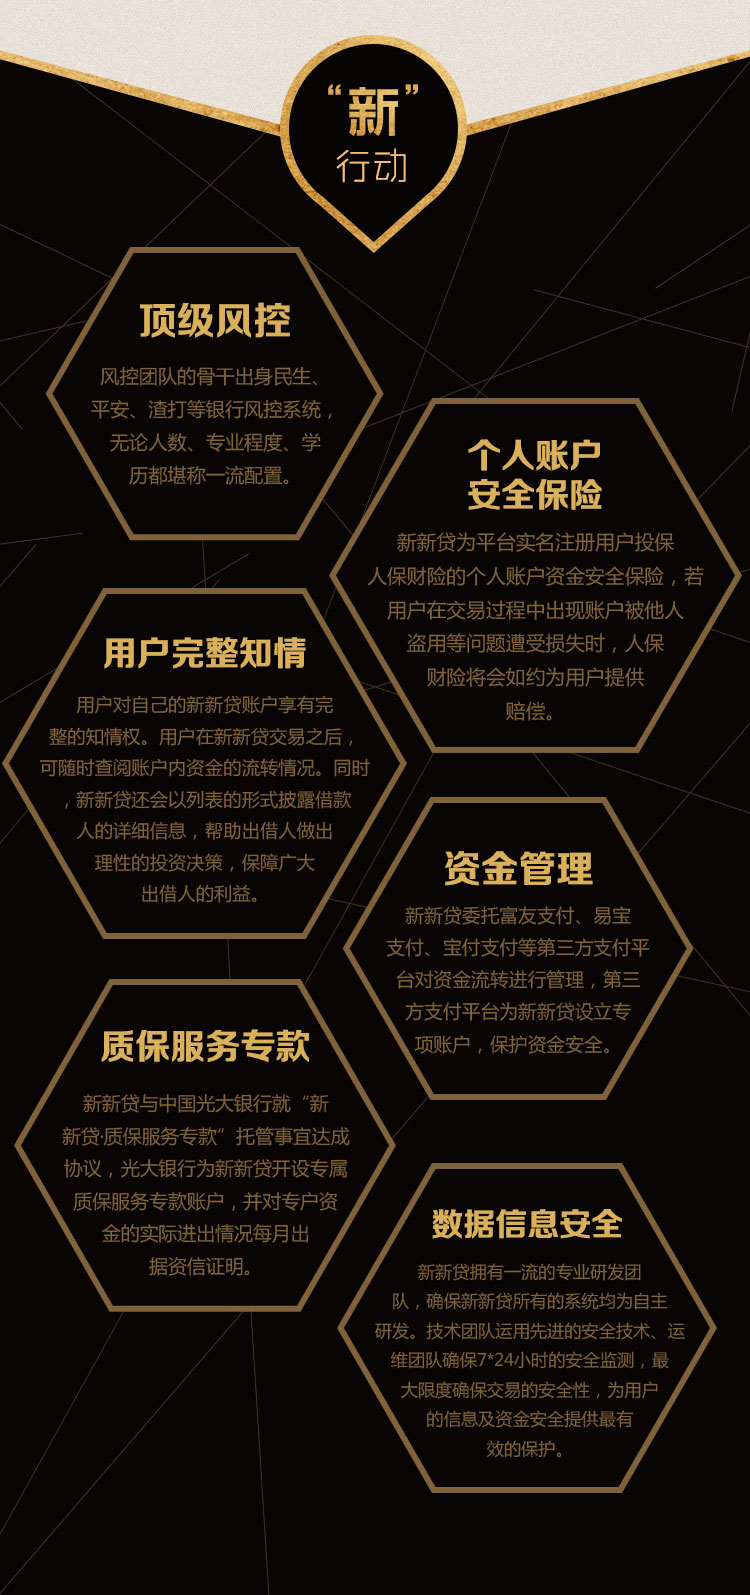 “新”
行动
顶级风控
风控团队的骨干出身民生、
平安、渣打等银行风控系统，
无论人数、专业程度、学
历都堪称一流配置。
个人账户
安全保险
新新贷为平台实名注册用户投保
人保财险的个人账户资金安全保险，若
用户在交易过程中出现账户被他人
盗用等问题遭受损失时，人保
财险将会如约为用户提供
赔偿。
用户完整知情
用户对自己的新新贷账户享有完
整的知情权。用户在新新贷交易之后，
可随时查阅账户内资金的流转情况。同时
，新新贷还会以列表的形式披露借款
人的详细信息，帮助出借人做出
理性的投资决策，保障广大
出借人的利益。
资金管理
新新贷委托富友支付、易宝
支付、宝付支付等第三方支付平
台对资金流转进行管理，第三
方支付平台为新新贷设立专
项账户，保护资金安全。
质保服务专款
新新贷与中国光大银行就“新
新贷·质保服务专款”托管事宜达成
协议，光大银行为新新贷开设专属
质保服务专款账户，并对专户资
金的实际进出情况每月出
据资信证明。
数据信息安全
新新贷拥有一流的专业研发团
队，确保新新贷所有的系统均为自主
研发。技术团队运用先进的安全技术、运
维团队确保7*24小时的安全监测，最
大限度确保交易的安全性，为用户
的信息及资金安全提供最有
效的保护。